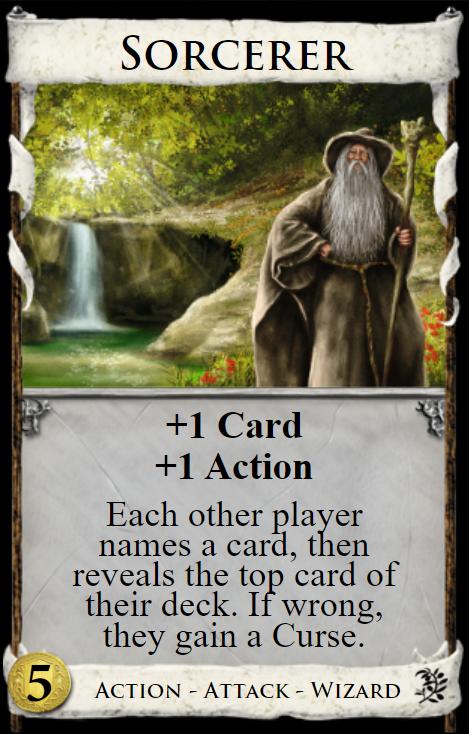 SORCERER
+1 Card
+1 Action
Each other player
names a card, then
reveals the top card of
their deck. If wrong,
they gain a Curse.
5 ACTION - ATTACK - WIZARD